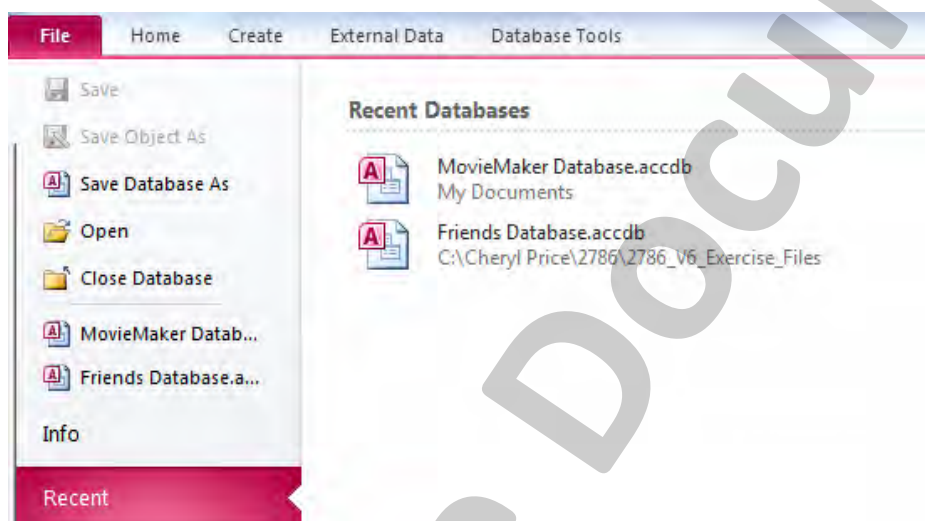 File Home Create External Data Database Tools
Save
Save Object As
Save Database As
Open
Close Database
MovieMaker Datab...
Friends Database.a...
Info
Recent
Recent Databases
MovieMaker Database.accdb
My Documents
Friends Database.accdb
C:\Cheryl Price\2786\2786_V6_Exercise_Files
Docu